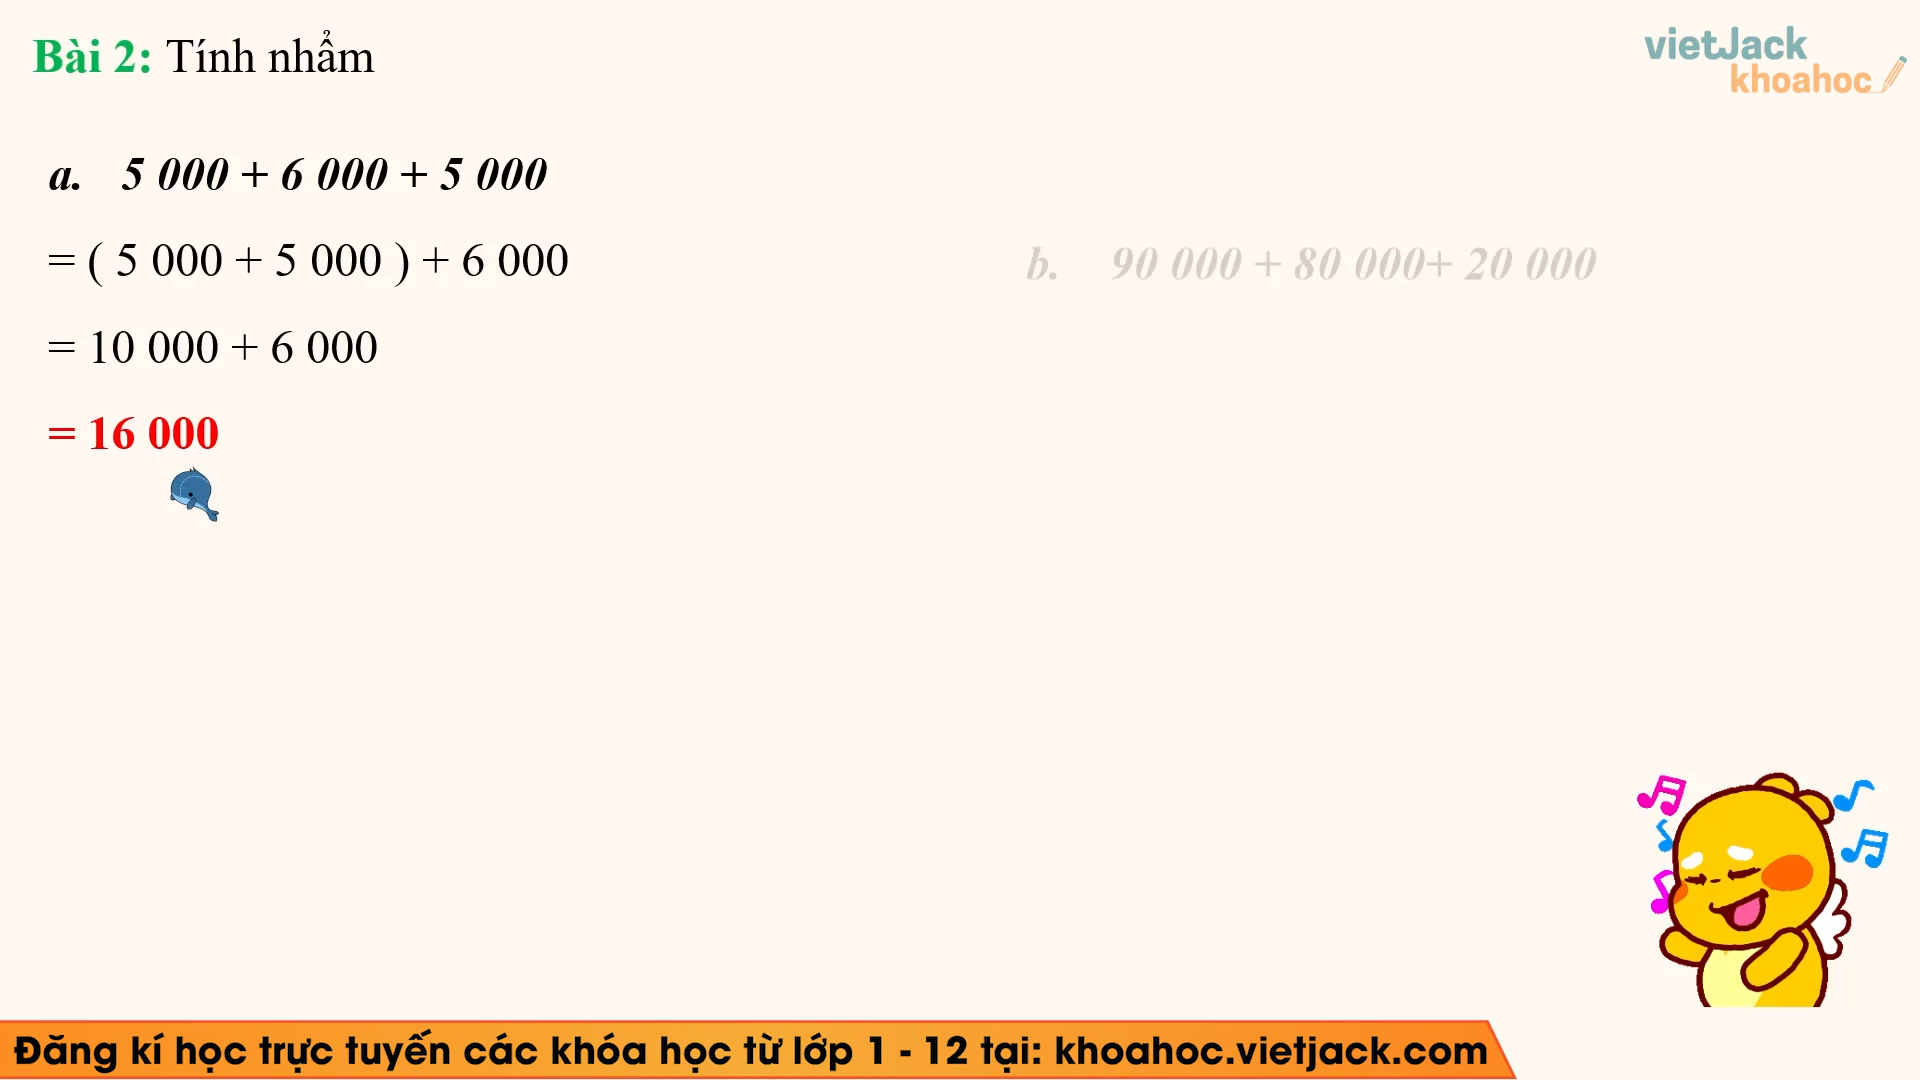 Bài 2: Tính nhẩm
vietJack
khoahoc
a. 5 000 + 6 000 + 5 000
= ( 5 000 + 5 000 ) + 6 000
= 10 000 + 6 000
= 16 000
b. 90 000 + 80 000+ 20 000
Đăng kí học trực tuyến các khóa học từ lớp 1 - 12 tại: khoahoc.vietjack.com